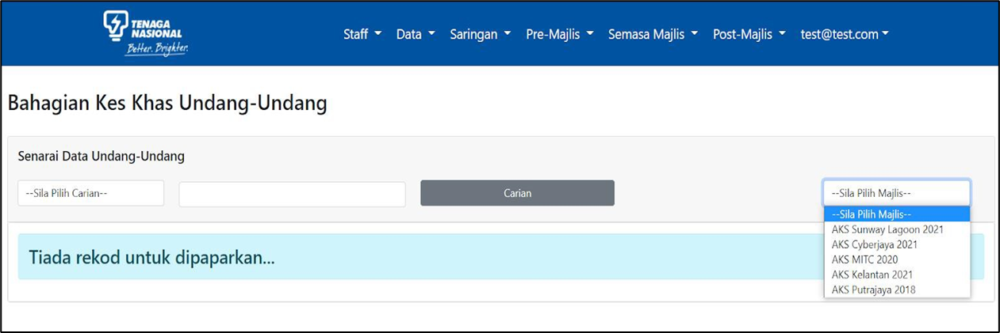 TENAGA
NASIONAL
Better. Brighter.
Staff Data Saringan Pre-Majlis Semasa Majlis Post-Majlis test@test.com
Bahagian Kes Khas Undang-Undang
Senarai Data Undang-Undang
--Sila Pilih Carian-- Carian --Sila Pilih Majlis--
--Sila Pilih Majlis--
AKS Sunway Lagoon 2021
AKS Cyberjaya 2021
AKS MITC 2020
AKS Kelantan 2021
AKS Putrajaya 2018
Tiada rekod untuk dipaparkan...